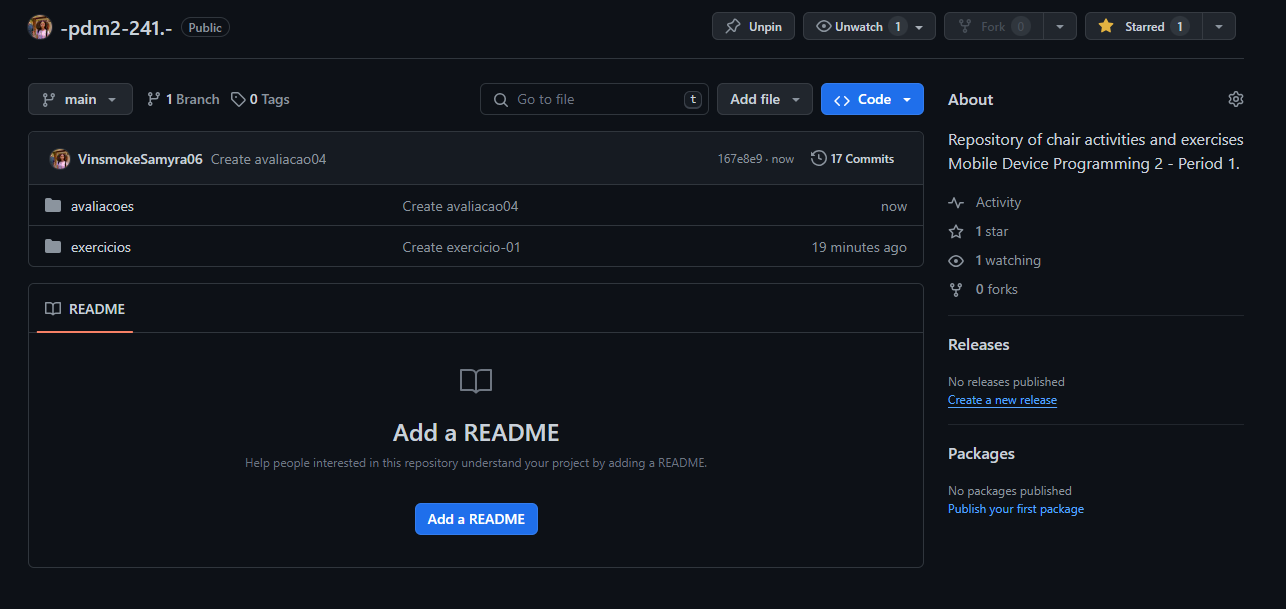 -pdm2-241.- Public Unpin Unwatch 1 Fork 0 Starred 1
main 1 Branch 0 Tags Go to file t Add file Code
VinsmokeSamyra06 Create avaliacao04 167e8e9 · now 17 Commits
avaliacoes Create avaliacao04 now
exercicios Create exercicio-01 19 minutes ago
README
Add a README
Help people interested in this repository understand your project by adding a README.
Add a README
About
Repository of chair activities and exercises
Mobile Device Programming 2 - Period 1.
Activity
1 star
1 watching
0 forks
Releases
No releases published
Create a new release
Packages
No packages published
Publish your first package